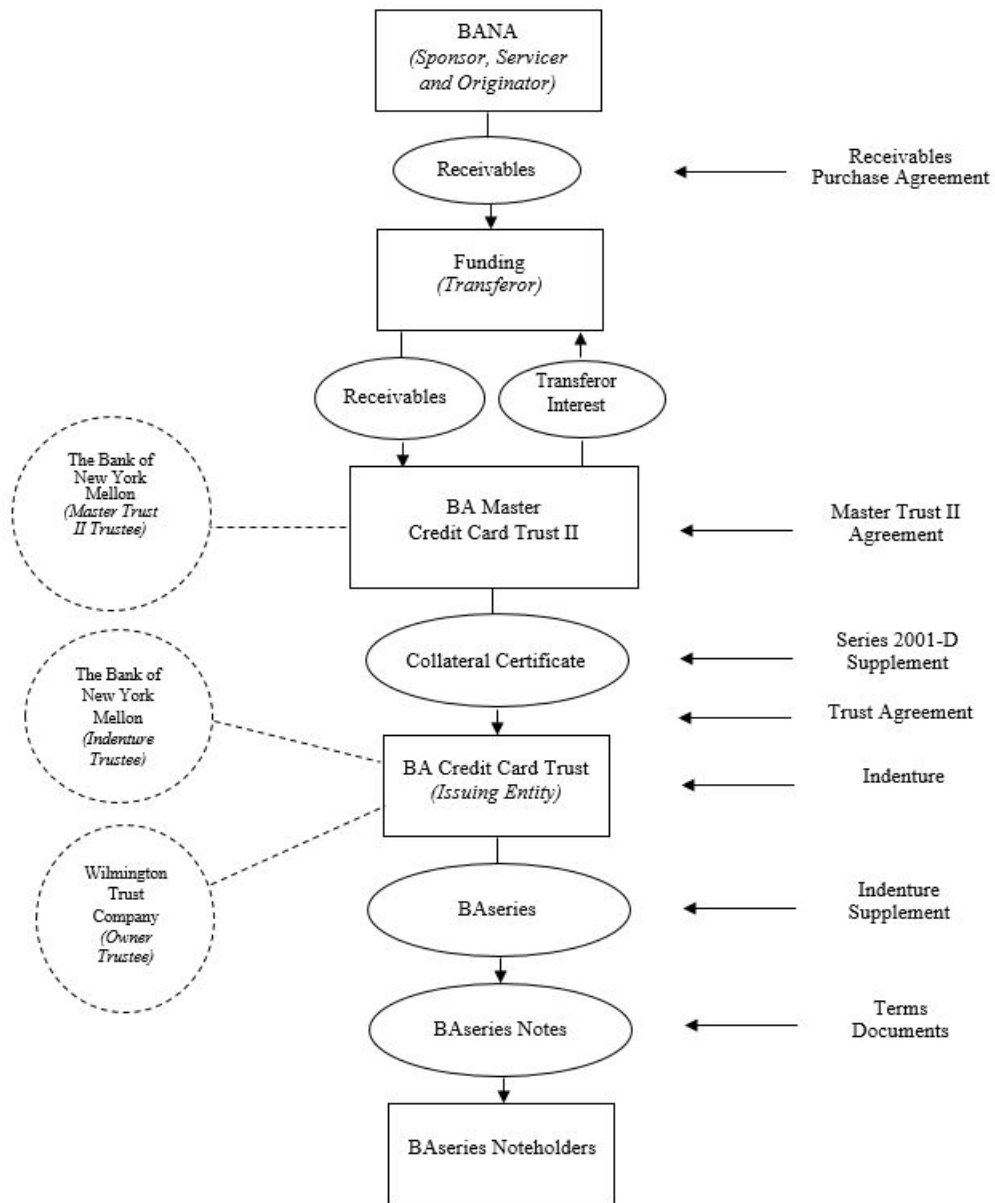 BANA
(Sponsor, Servicer
and Originator)
Receivables
Receivables
Purchase Agreement
Funding
(Transferor)
Receivables
Transferor
Interest
The Bank of
New York
Mellon
(Master Trust
II Trustee)
BA Master
Credit Card Trust II
Master Trust II
Agreement
Collateral Certificate
Series 2001-D
Supplement
The Bank of
New York
Mellon
(Indenture
Trustee)
Trust Agreement
BA Credit Card Trust
(Issuing Entity)
Indenture
Wilmington
Trust
Company
(Owner
Trustee)
BAseries
Indenture
Supplement
BAseries Notes
Terms
Documents
BAseries Noteholders